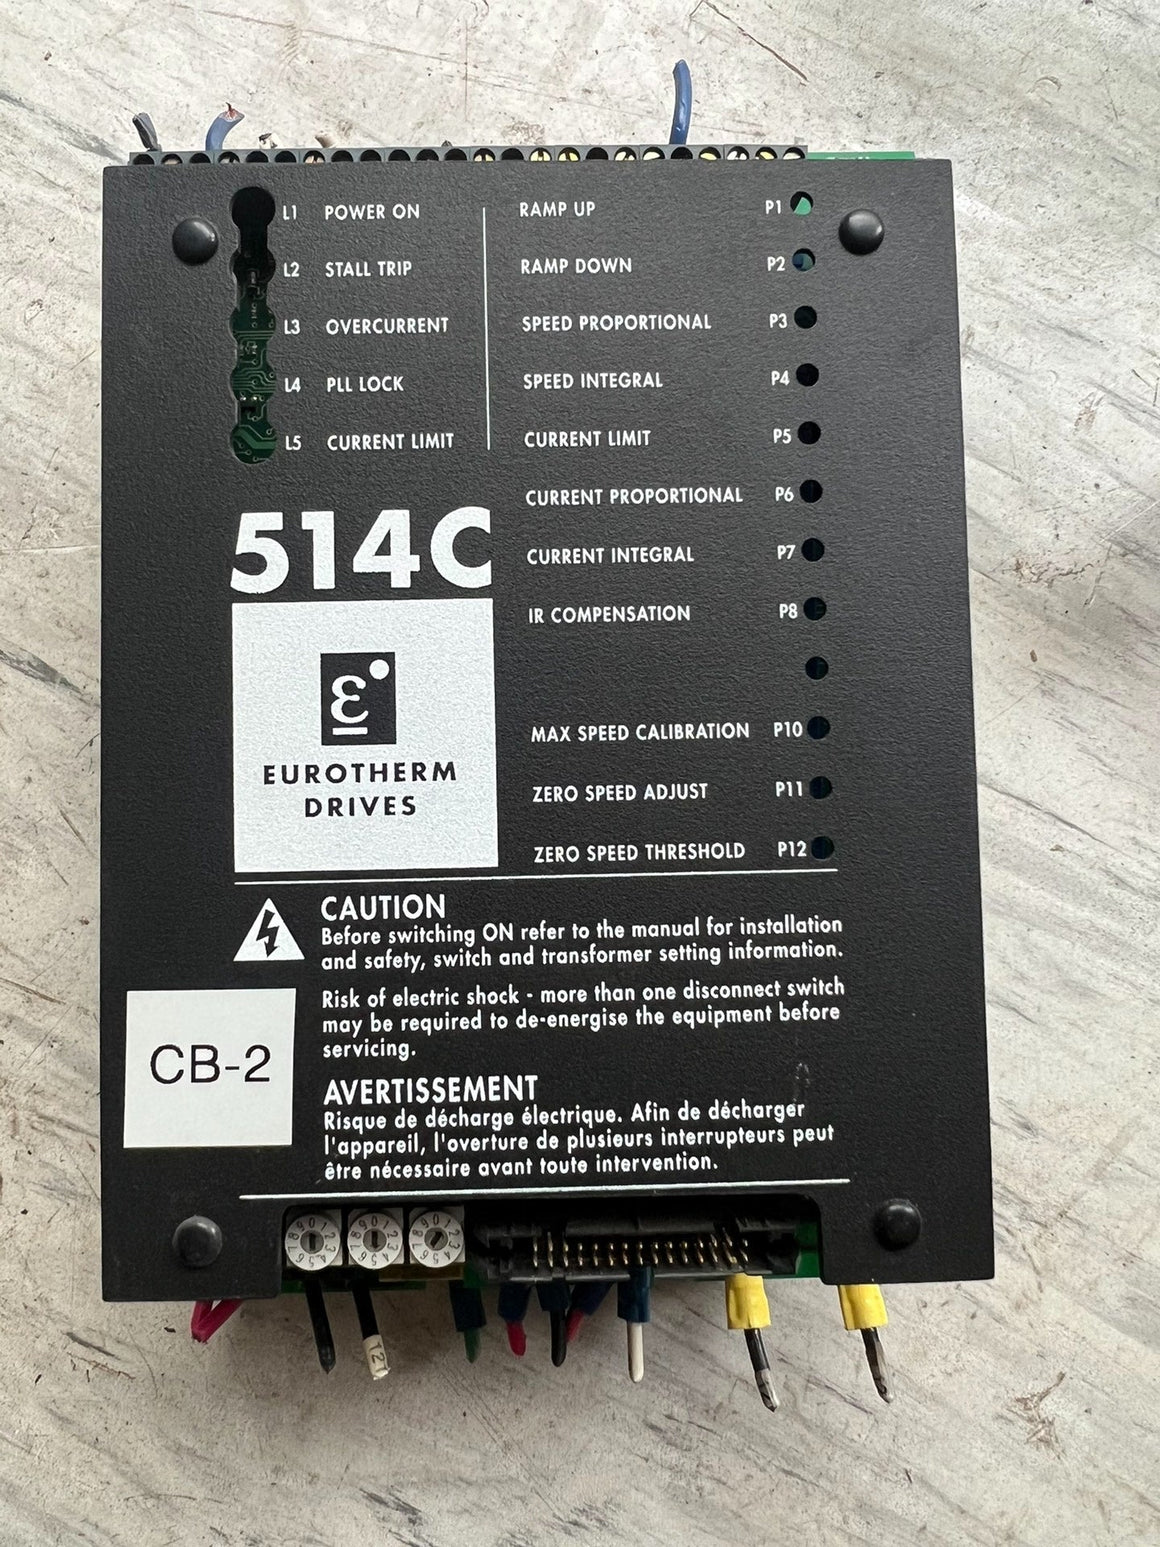 L1 POWER ON
L2 STALL TRIP
L3 OVERCURRENT
L4 PLL LOCK
L5 CURRENT LIMIT
RAMP UP P1
RAMP DOWN P2
SPEED PROPORTIONAL P3
SPEED INTEGRAL P4
CURRENT LIMIT P5
CURRENT PROPORTIONAL P6
CURRENT INTEGRAL P7
IR COMPENSATION P8
MAX SPEED CALIBRATION P10
ZERO SPEED ADJUST P11
ZERO SPEED THRESHOLD P12
514C
EUROTHERM
DRIVES
CAUTION
Before switching ON refer to the manual for installation
and safety, switch and transformer setting information.
Risk of electric shock - more than one disconnect switch
may be required to de-energise the equipment before
servicing.
CB-2
AVERTISSEMENT
Risque de décharge électrique. Afin de décharger
l'appareil, l'overture de plusieurs interrupteurs peut
être nécessaire avant toute intervention.